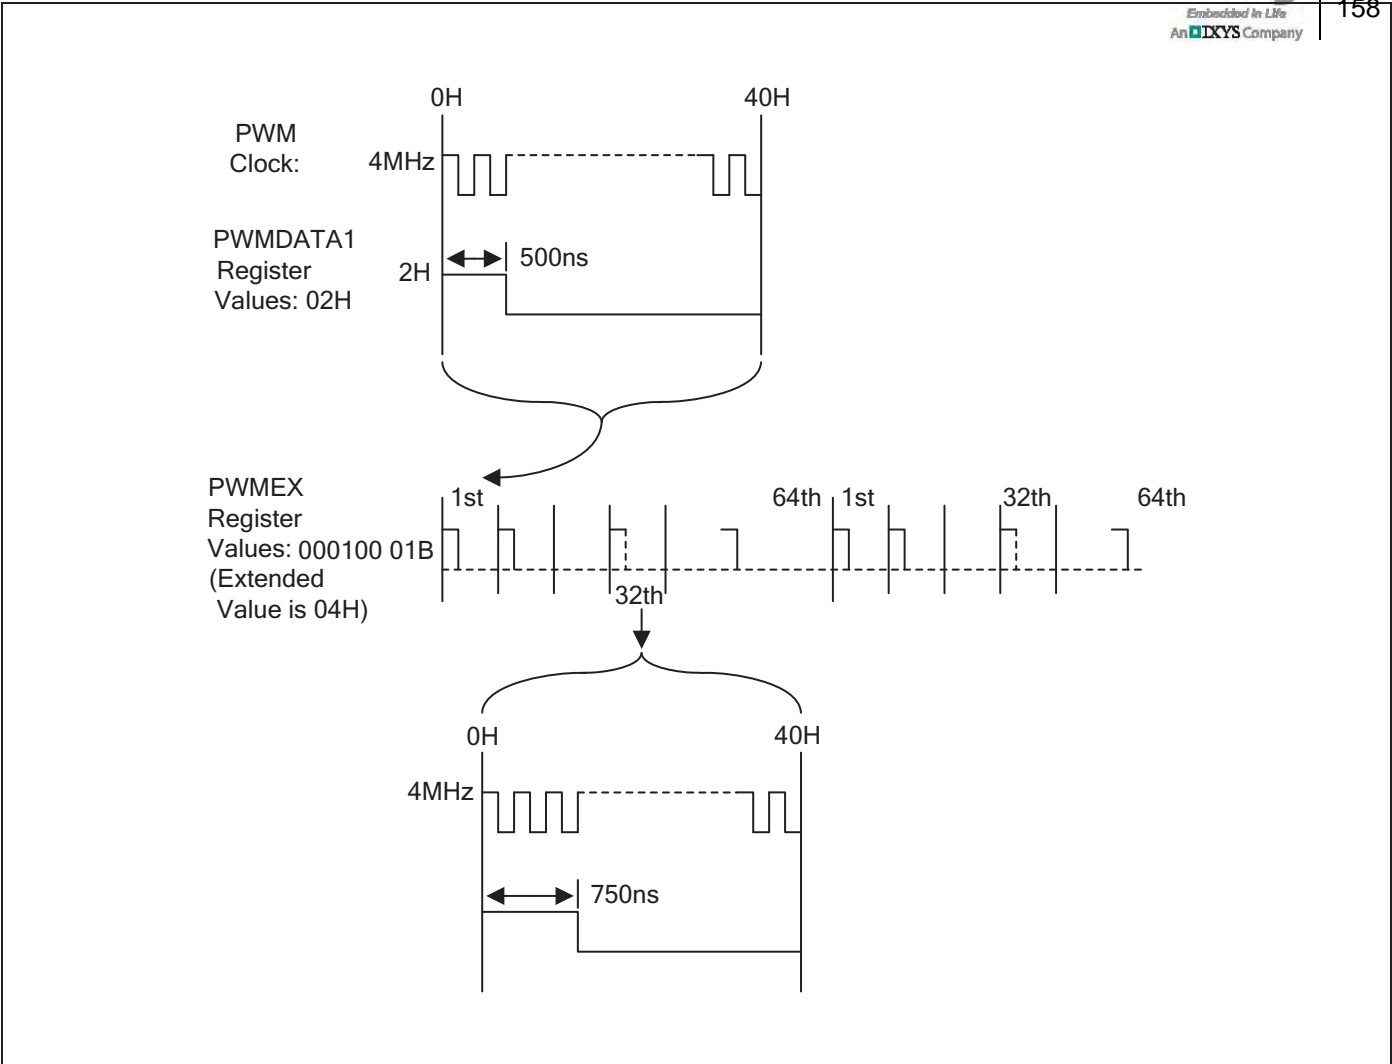 158
Embedded in Life
An IXYS Company
0H 40H
PWM
Clock: 4MHz
PWMDATA1
Register
Values: 02H
2H
500ns
PWMEX
Register
Values: 000100 01B
(Extended
Value is 04H)
1st 64th 1st 32th 64th
32th
0H 40H
4MHz
750ns